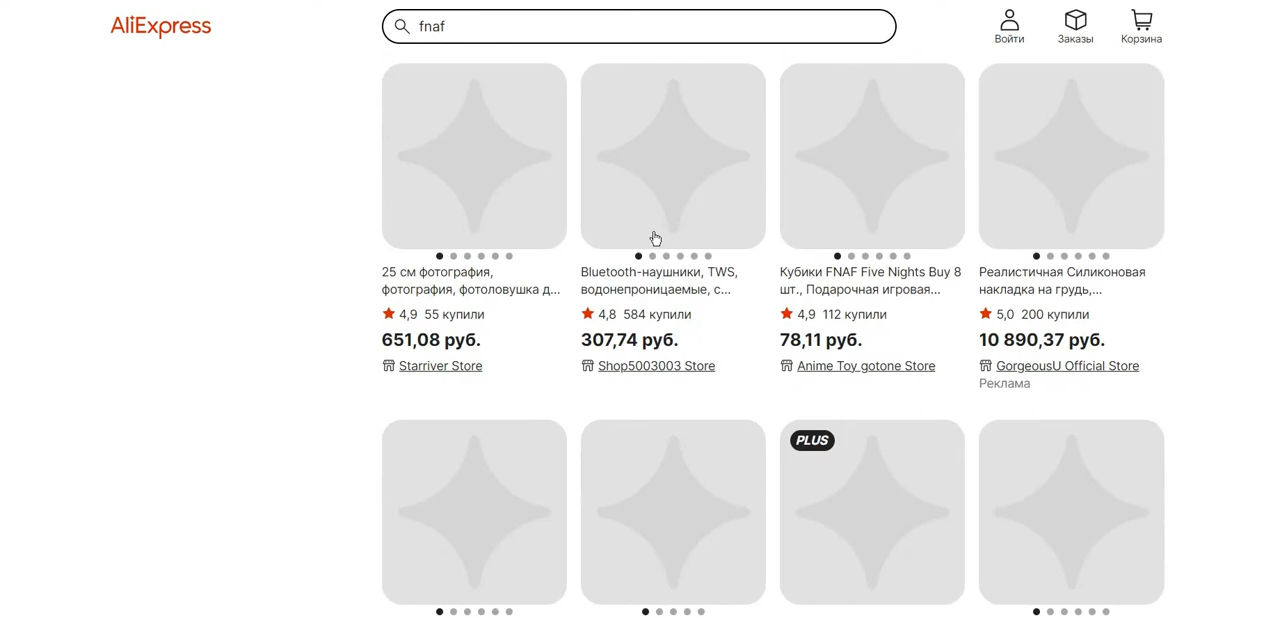 AliExpress
fnaf
Войти
Заказы
Корзина
25 см фотография,
фотография, фотоловушка д...
4,9 55 купили
651,08 руб.
Starriver Store
Bluetooth-наушники, TWS,
водонепроницаемые, с...
4,8 584 купили
307,74 руб.
Shop5003003 Store
Кубики FNAF Five Nights Buy 8
шт., Подарочная игровая...
4,9 112 купили
78,11 руб.
Anime Toy gotone Store
Реалистичная Силиконовая
накладка на грудь,...
5,0 200 купили
10 890,37 руб.
GorgeousU Official Store
Реклама
PLUS